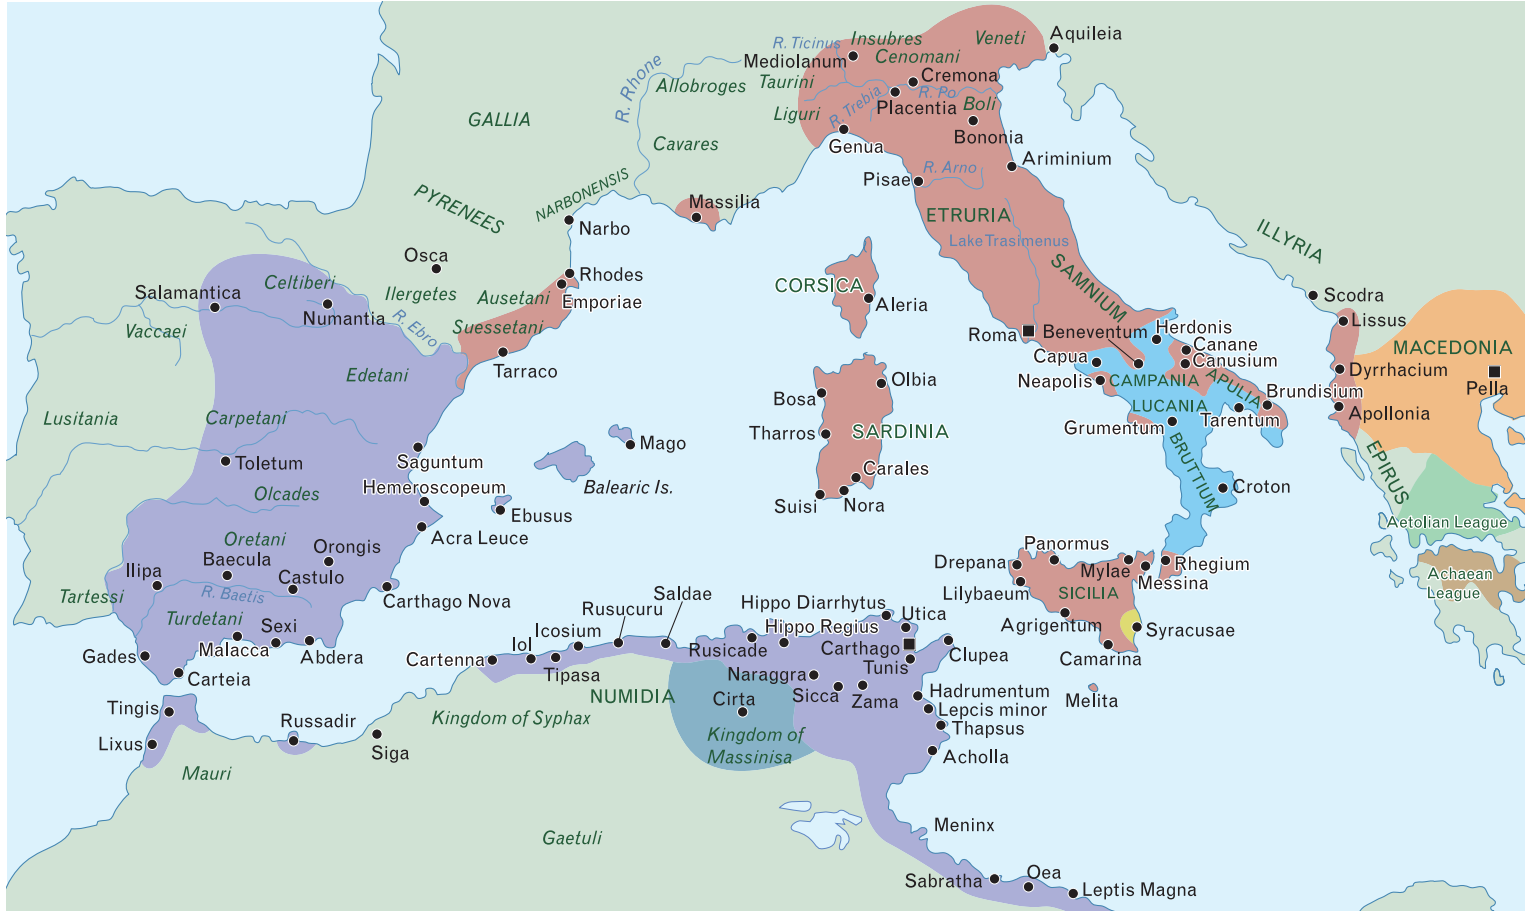 Aquileia
Insubres
Veneti
R. Ticinus
Mediolanum
Cenomani
R. Rhone
Allobroges
Taurini
Cremona
R. Po
R. Trebia
Placentia
Boli
Liguri
GALLIA
Bononia
Cavares
Genua
Ariminium
R. Arno
Pisae
NARBONENSIS
PYRENEES
Massilia
ETRURIA
Narbo
ILLYRIA
Lake Trasimenus
Osca
SAMNIUM
Rhodes
Celtiberi
CORSICA
Salamantica
Ilergetes
Ausetani
Emporiae
Aleria
Scodra
Numantia
R. Ebro
Suessetani
Lissus
Vaccaei
Roma
Beneventum
Herdonis
Canane
MACEDONIA
Capua
Canusium
Tarraco
Edetani
Olbia
Neapolis
CAMPANIA
APULIA
Brundisium
Dyrrhacium
Pella
Bosa
LUCANIA
Apollonia
Lusitania
Carpetani
Tarentum
Grumentum
Tharros
SARDINIA
Mago
Saguntum
Toletum
BRUTTIUM
EPIRUS
Carales
Hemeroscopeum
Balearic Is.
Croton
Olcades
Suisi
Nora
Ebusus
Aetolian League
Acra Leuce
Oretani
Orongis
Panormus
Baecula
Drepana
Mylae
Rhegium
Ilipa
Castulo
Messina
Achaean
League
Tartessi
R. Baetis
Carthago Nova
Saldae
Lilybaeum
SICILIA
Rusucuru
Hippo Diarrhytus
Turdetani
Utica
Agrigentum
Syracusae
Sexi
Icosium
Hippo Regius
Malacca
Iol
Rusicade
Carthago
Gades
Abdera
Cartenna
Clupea
Camarina
Tunis
Carteia
Tipasa
Naraggra
NUMIDIA
Sicca
Zama
Hadrumentum
Melita
Cirta
Tingis
Lepcis minor
Russadir
Kingdom of Syphax
Thapsus
Kingdom of
Massinisa
Lixus
Siga
Acholla
Mauri
Meninx
Gaetuli
Oea
Sabratha
Leptis Magna